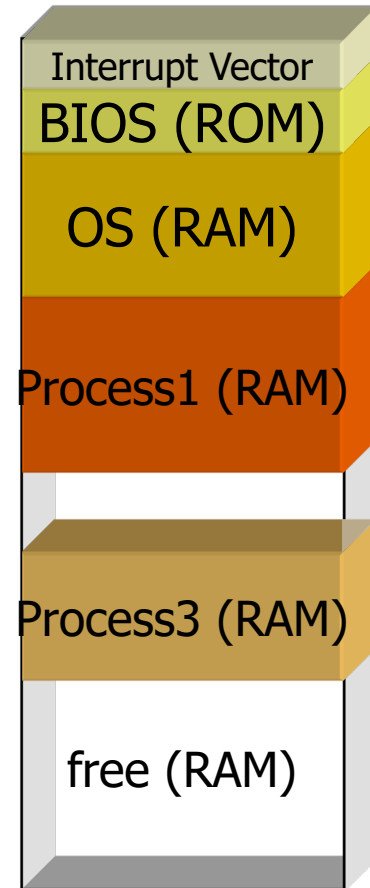 Interrupt Vector
BIOS (ROM)
OS (RAM)
Process1 (RAM)
Process3 (RAM)
free (RAM)